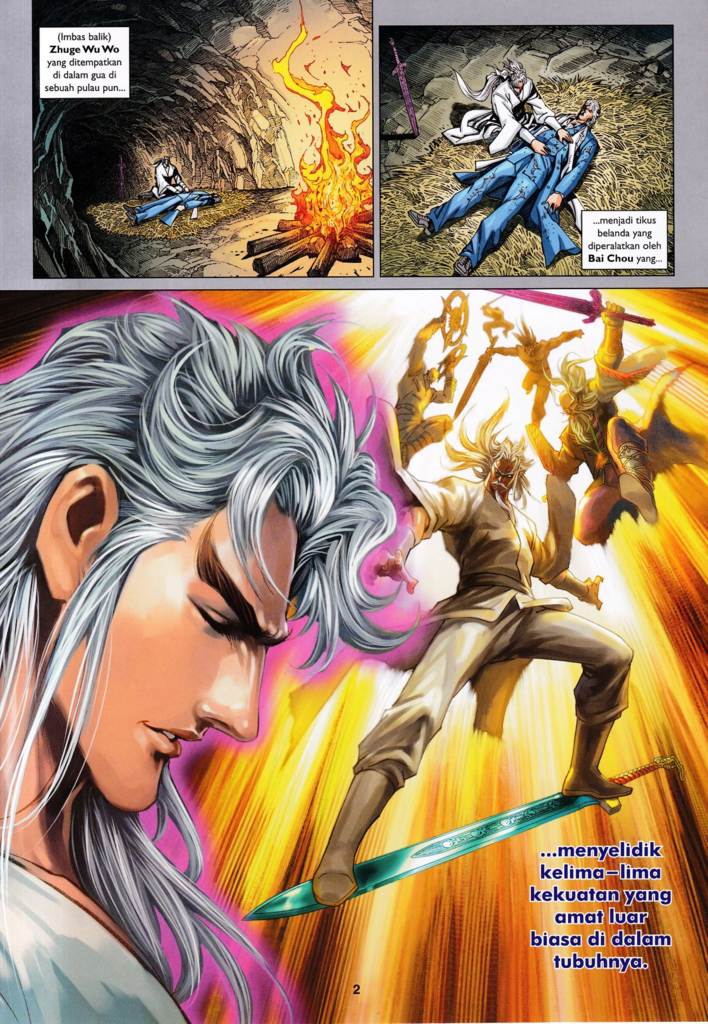 (Imbas balik)
Zhuge Wu Wo
yang ditempatkan
di dalam gua di
sebuah pulau pun...
...menjadi tikus
belanda yang
diperalatkan oleh
Bai Chou yang...
...menyelidik
kelima-lima
kekuatan yang
amat luar
biasa di dalam
tubuhnya.
2